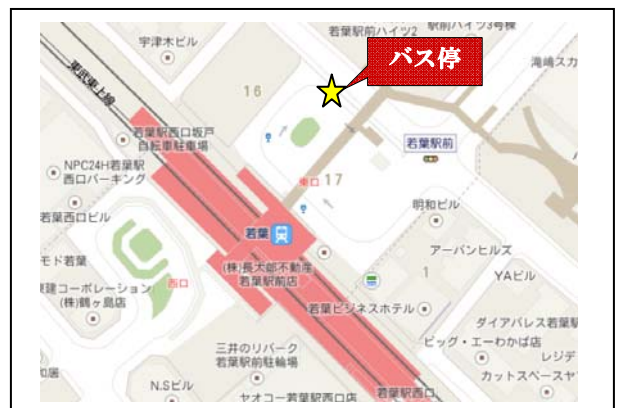 宇津木ビル
若葉駅前ハイツ2
駅前ハイツ3号棟
バス停
滝嶋スカ
東武東上線
16
若葉駅西口坂戸
自転車駐車場
若葉駅前
NPC24H若葉駅
西口パーキング
東口
17
若葉西口ビル
明和ビル
若葉
アーバンヒルズ
モド若葉
(株)長太郎不動産
若葉駅前店
1
YAビル
西口
建コーポレーション
(株)鶴ヶ島店
若葉ビジネスホテル
ダイアパレス若葉駅
ビッグ・エーわかば店
三井のリパーク
若葉駅前駐輪場
レジデ
カットスペースヤ
N.Sビル
ヤオコー若葉駅西口店
若葉駅西口